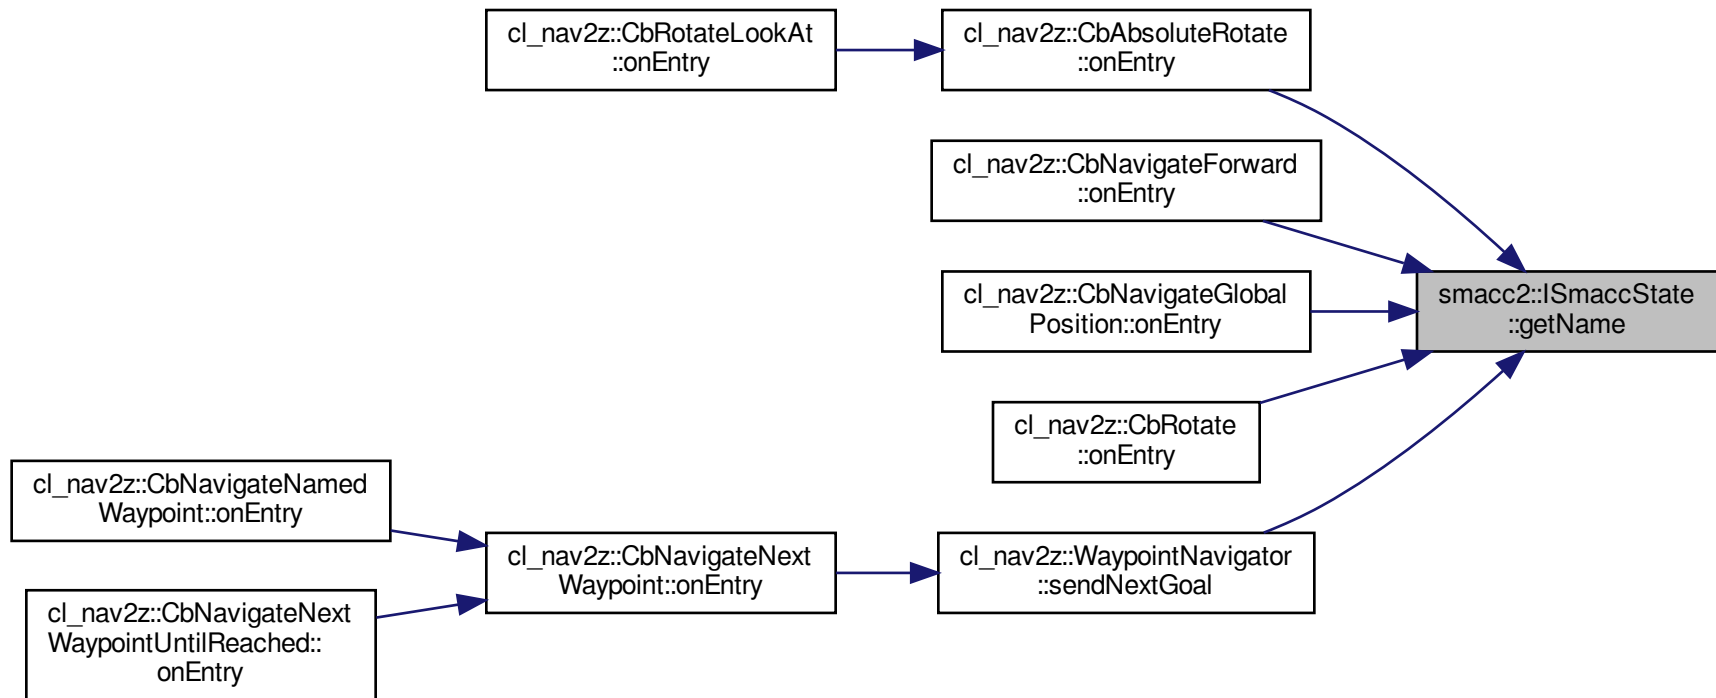 cl_nav2z::CbRotateLookAt
::onEntry
cl_nav2z::CbAbsoluteRotate
::onEntry
cl_nav2z::CbNavigateForward
::onEntry
cl_nav2z::CbNavigateGlobal
Position::onEntry
smacc2::ISmaccState
::getName
cl_nav2z::CbRotate
::onEntry
cl_nav2z::CbNavigateNamed
Waypoint::onEntry
cl_nav2z::CbNavigateNext
Waypoint::onEntry
cl_nav2z::WaypointNavigator
::sendNextGoal
cl_nav2z::CbNavigateNext
WaypointUntilReached::
onEntry